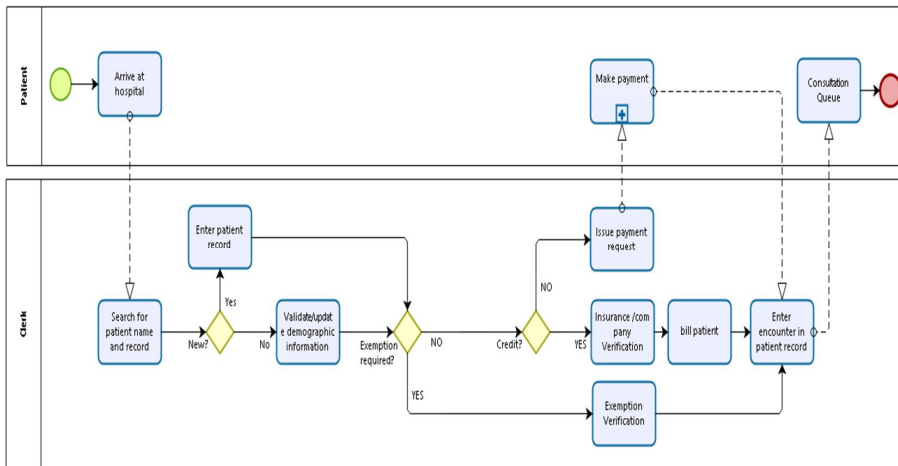 Patient
Arrive at
hospital
Make payment
Consultation
Queue
Clerk
Enter patient
record
Issue payment
request
Yes
NO
Search for
patient name
and record
New?
No
Validate/updat
e demographic
information
Exemption
required?
NO
Credit?
YES
Insurance /com
pany
Verification
bill patient
Enter
encounter in
patient record
YES
Exemption
Verification